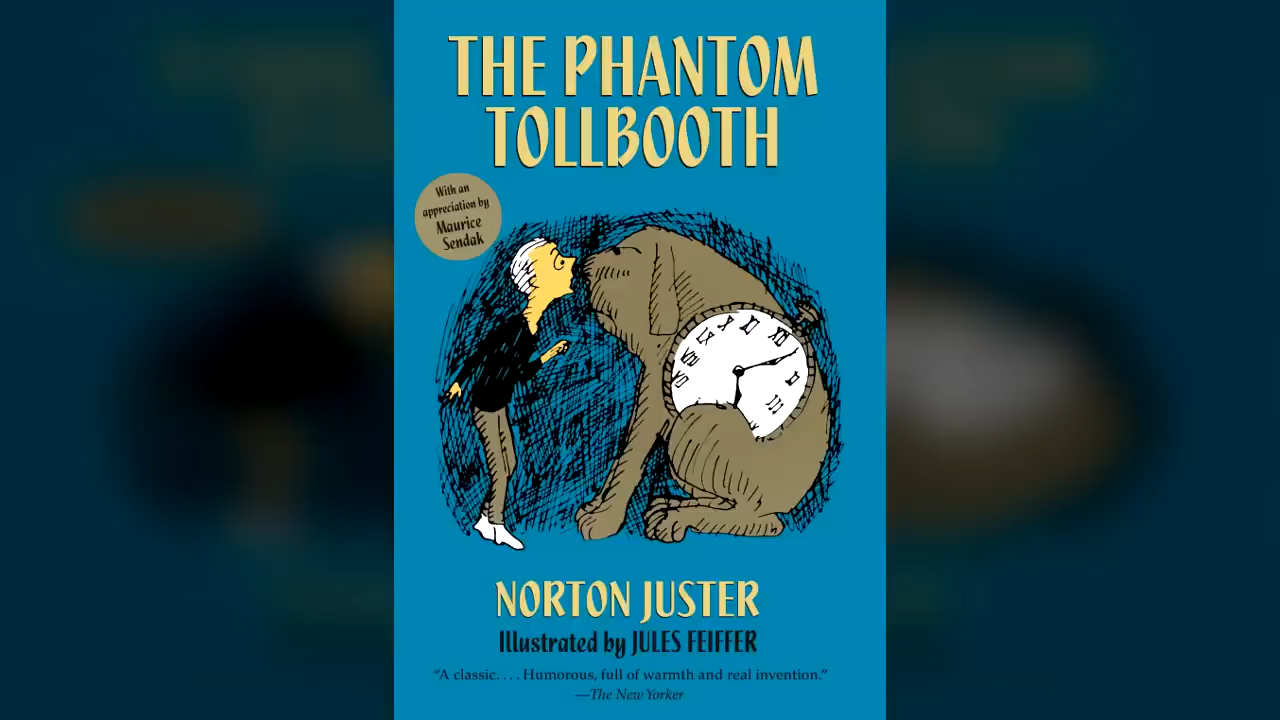 THE PHANTOM
TOLLBOOTH
With an
appreciation by
Maurice
Sendak
NORTON JUSTER
Illustrated by JULES FEIFFER
“A classic. . . . Humorous, full of warmth and real invention.”
—The New Yorker